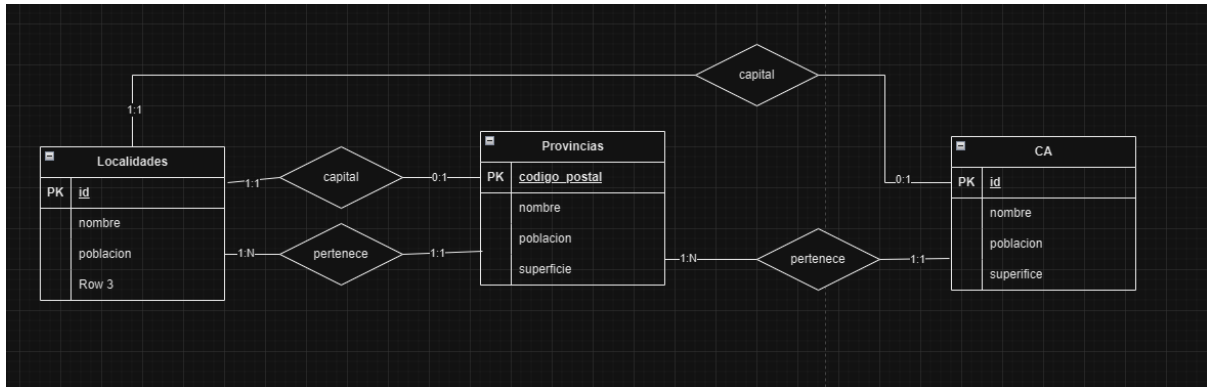 capital
1:1
0:1
Localidades
PK id
nombre
poblacion
Row 3
1:1
capital
0:1
1:N
pertenece
1:1
Provincias
PK codigo_postal
nombre
poblacion
superficie
1:N
pertenece
1:1
CA
PK id
nombre
poblacion
superifice